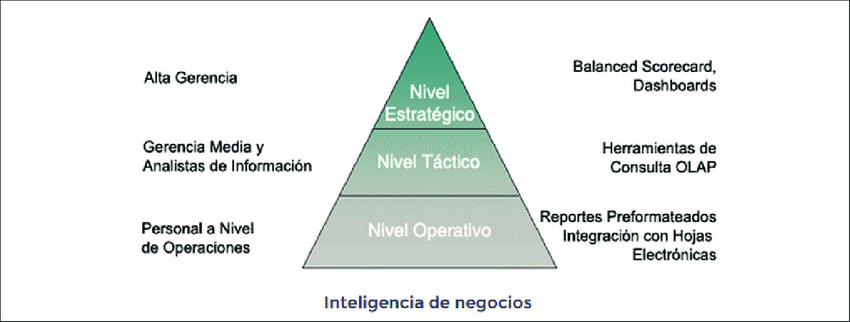 Alta Gerencia
Nivel
Estratégico
Balanced Scorecard,
Dashboards
Gerencia Media y
Analistas de Información
Nivel Táctico
Herramientas de
Consulta OLAP
Personal a Nivel
de Operaciones
Nivel Operativo
Reportes Preformateados
Integración con Hojas
Electrónicas
Inteligencia de negocios